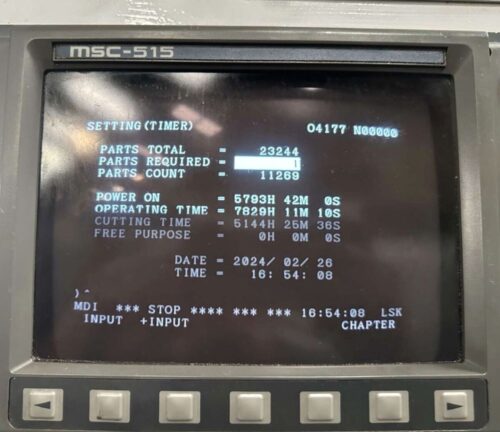 msc-515
SETTING(TIMER) O4177 N00000
PARTS TOTAL = 23244
PARTS REQUIRED = 1
PARTS COUNT = 11269
POWER ON = 5793H 42M 0S
OPERATING TIME = 7829H 11M 10S
CUTTING TIME = 5144H 25M 36S
FREE PURPOSE = 0H 0M 0S
DATE = 2024/ 02/ 26
TIME = 16: 54: 08
)^
MDI *** STOP **** *** *** 16:54:08 LSK
INPUT +INPUT CHAPTER